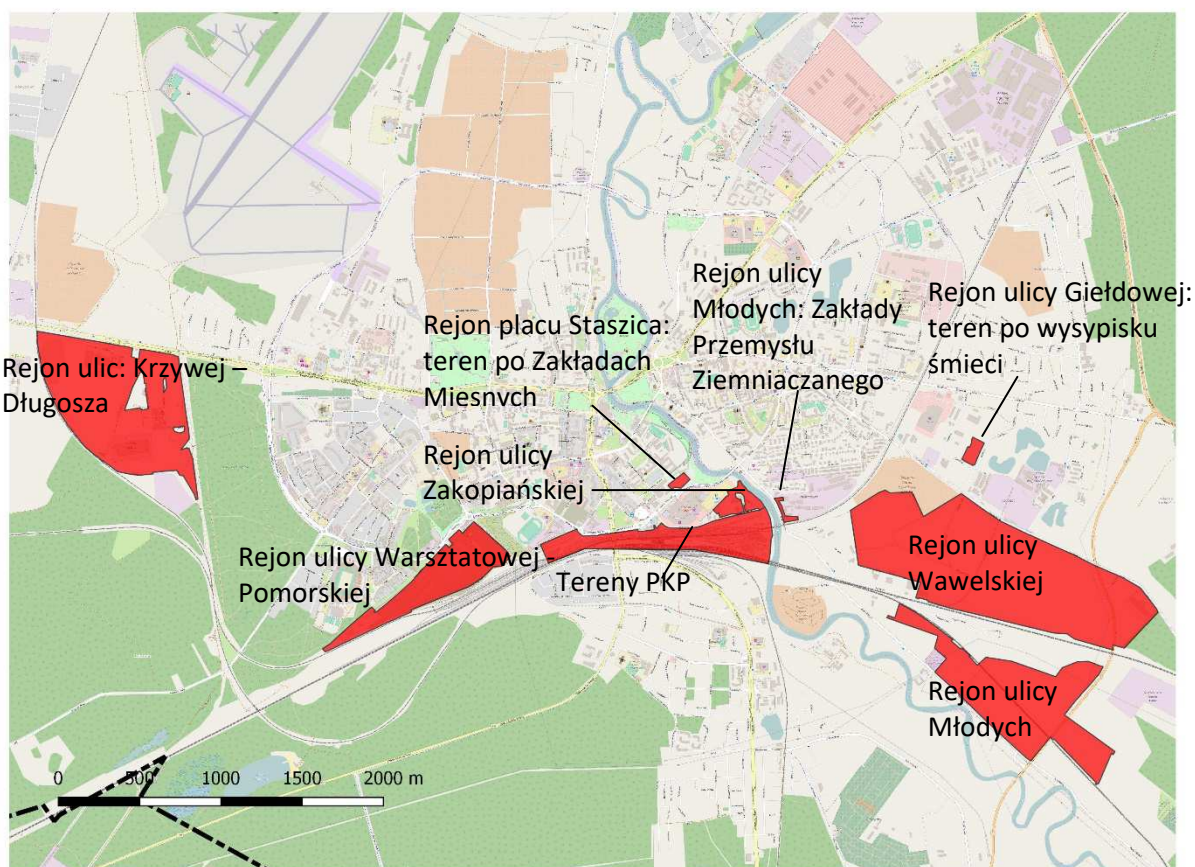 Rejon ulicy
Młodych: Zakłady
Przemysłu
Ziemniaczanego
Rejon ulicy Giełdowej:
teren po wysypisku
śmieci
Rejon placu Staszica:
teren po Zakładach
Miesnych
Rejon ulic: Krzywej –
Długosza
Rejon ulicy
Zakopiańskiej
Rejon ulicy Warsztatowej -
Pomorskiej
Tereny PKP
Rejon ulicy
Wawelskiej
Rejon ulicy
Młodych
0 500 1000 1500 2000 m